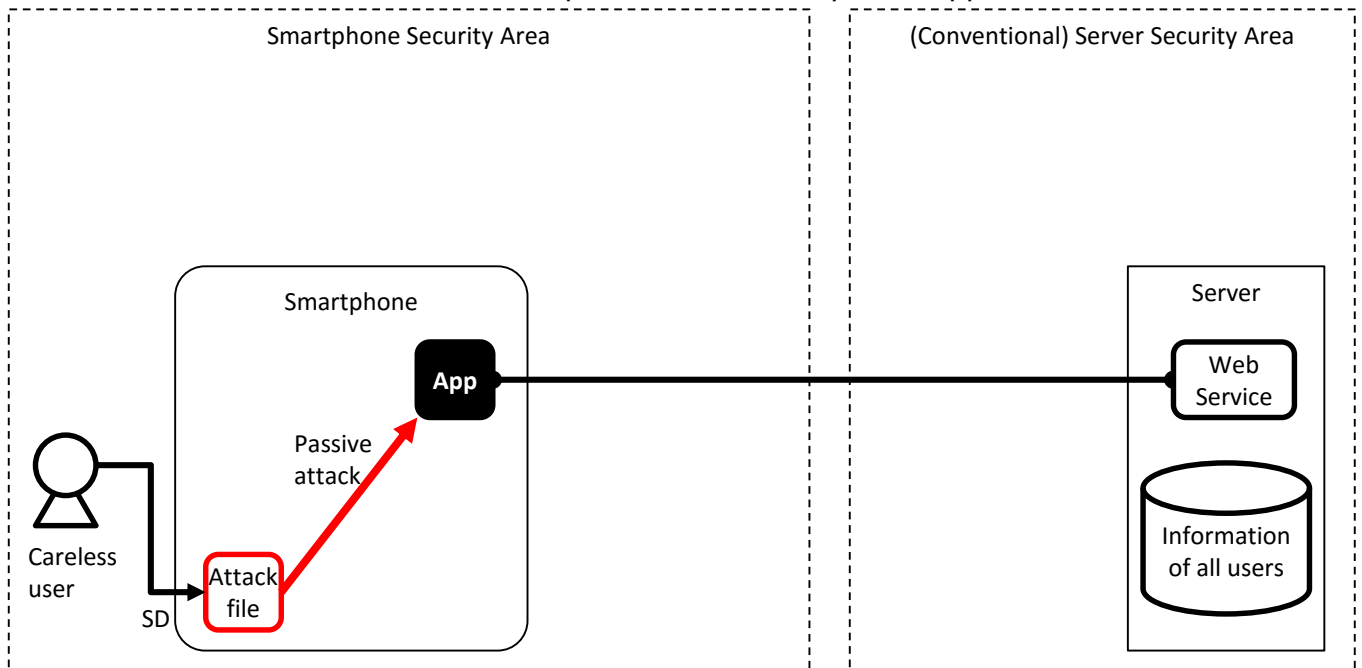 Smartphone Security Area
(Conventional) Server Security Area
Smartphone
Server
App
Web
Service
Passive
attack
Careless
user
SD
Attack
file
Information
of all users